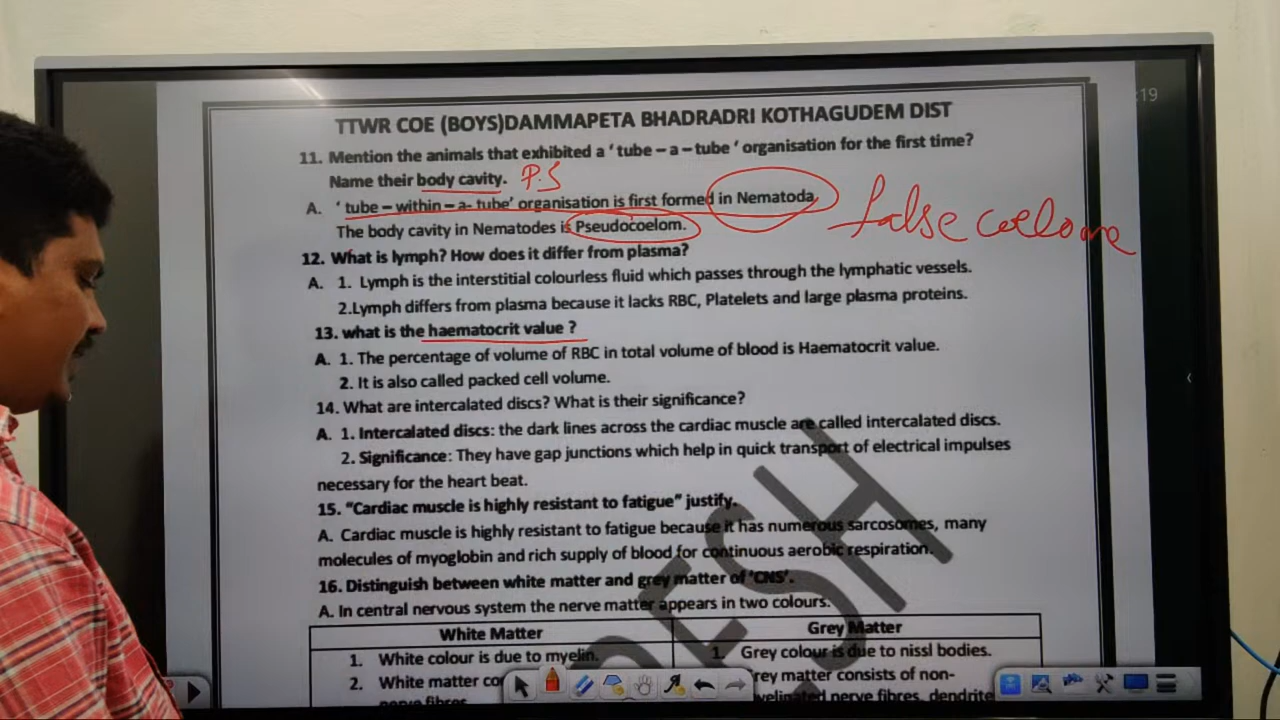 :19
TTWR COE (BOYS)DAMMAPETA BHADRADRI KOTHAGUDEM DIST
11. Mention the animals that exhibited a ‘ tube – a – tube ’ organisation for the first time?
Name their body cavity. P.S
A. ‘ tube – within – a- tube’ organisation is first formed in Nematoda
The body cavity in Nematodes is Pseudocoelom. false coelome
12. What is lymph? How does it differ from plasma?
A. 1. Lymph is the interstitial colourless fluid which passes through the lymphatic vessels.
2.Lymph differs from plasma because it lacks RBC, Platelets and large plasma proteins.
13. what is the haematocrit value ?
A. 1. The percentage of volume of RBC in total volume of blood is Haematocrit value.
2. It is also called packed cell volume.
14. What are intercalated discs? What is their significance?
A. 1. Intercalated discs: the dark lines across the cardiac muscle are called intercalated discs.
2. Significance: They have gap junctions which help in quick transport of electrical impulses
necessary for the heart beat.
15. “Cardiac muscle is highly resistant to fatigue” justify.
A. Cardiac muscle is highly resistant to fatigue because it has numerous sarcosomes, many
molecules of myoglobin and rich supply of blood for continuous aerobic respiration.
16. Distinguish between white matter and grey matter of ‘CNS’.
A. In central nervous system the nerve matter appears in two colours.
White Matter Grey Matter
1. White colour is due to myelin. 1. Grey colour is due to nissl bodies.
2. White matter co rey matter consists of non-
nerve fibres, dendrite